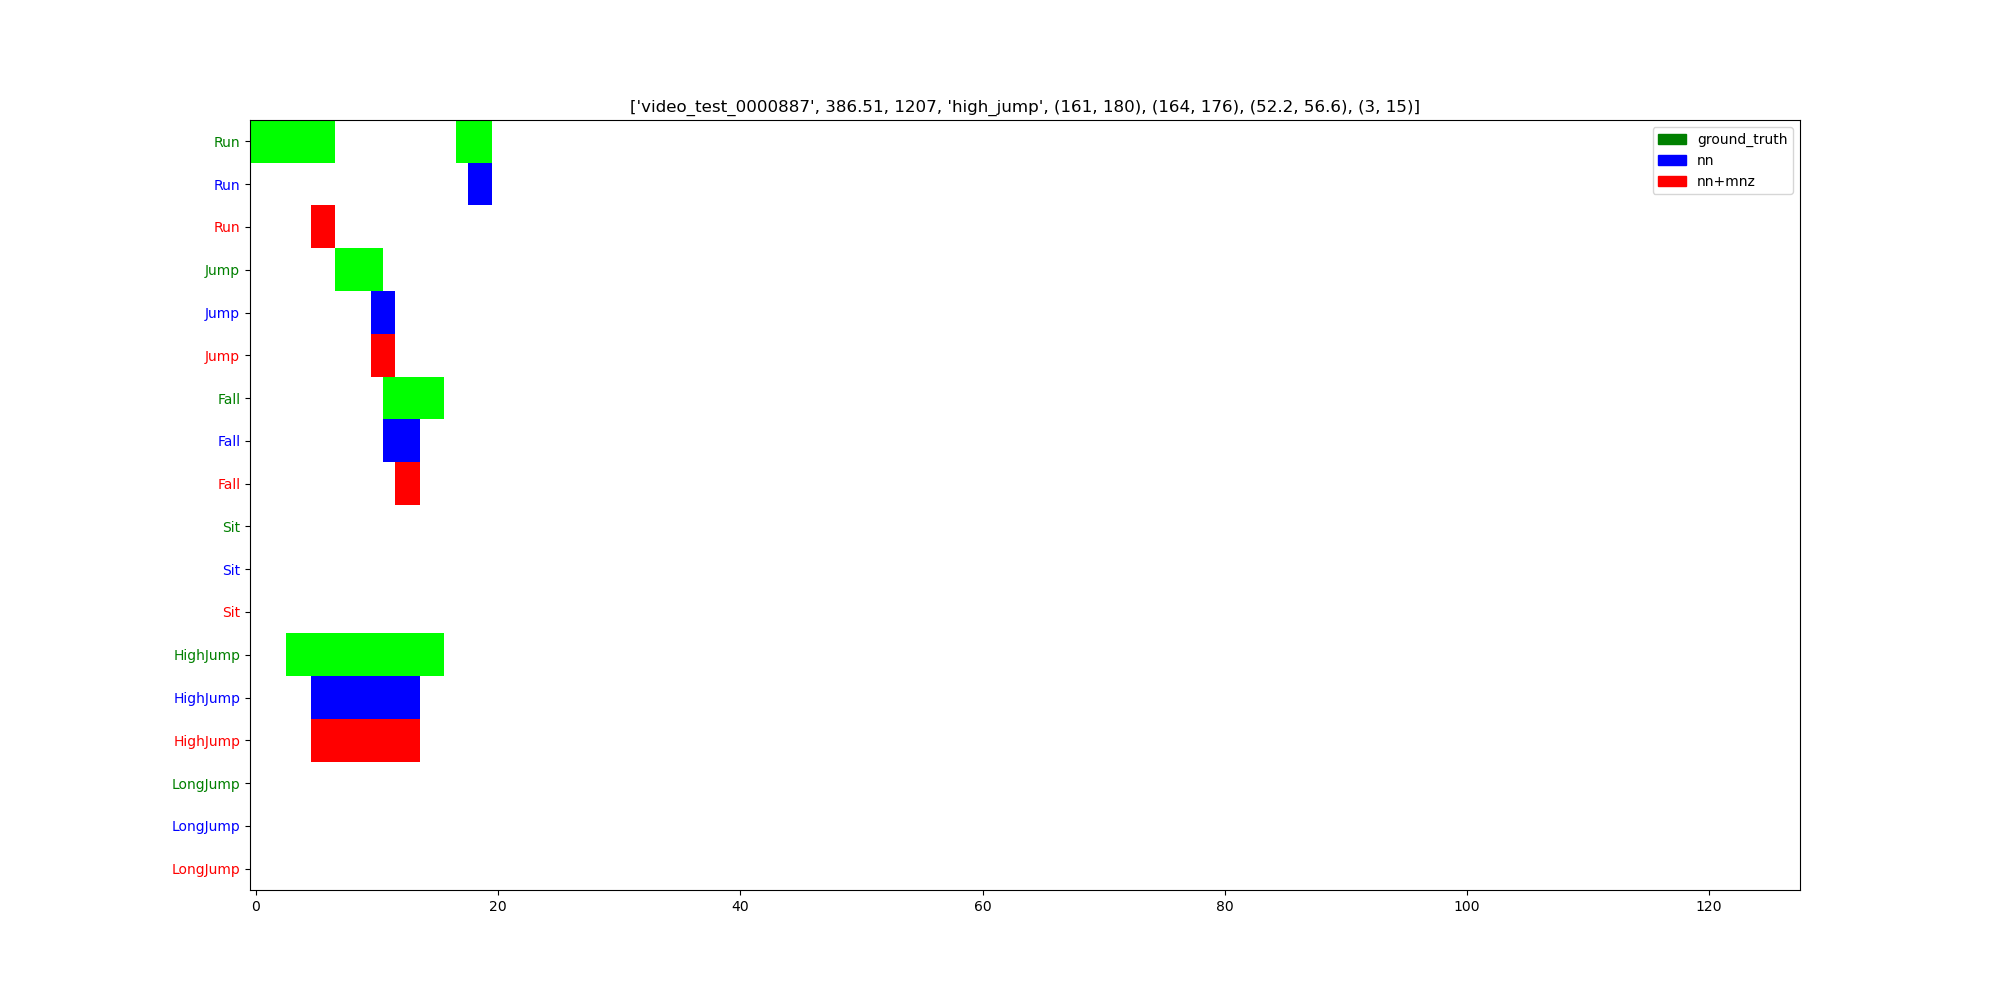 ['video_test_0000887', 386.51, 1207, 'high_jump', (161, 180), (164, 176), (52.2, 56.6), (3, 15)]
ground_truth
nn
nn+mnz
Run
Run
Run
Jump
Jump
Jump
Fall
Fall
Fall
Sit
Sit
Sit
HighJump
HighJump
HighJump
LongJump
LongJump
LongJump
0 20 40 60 80 100 120